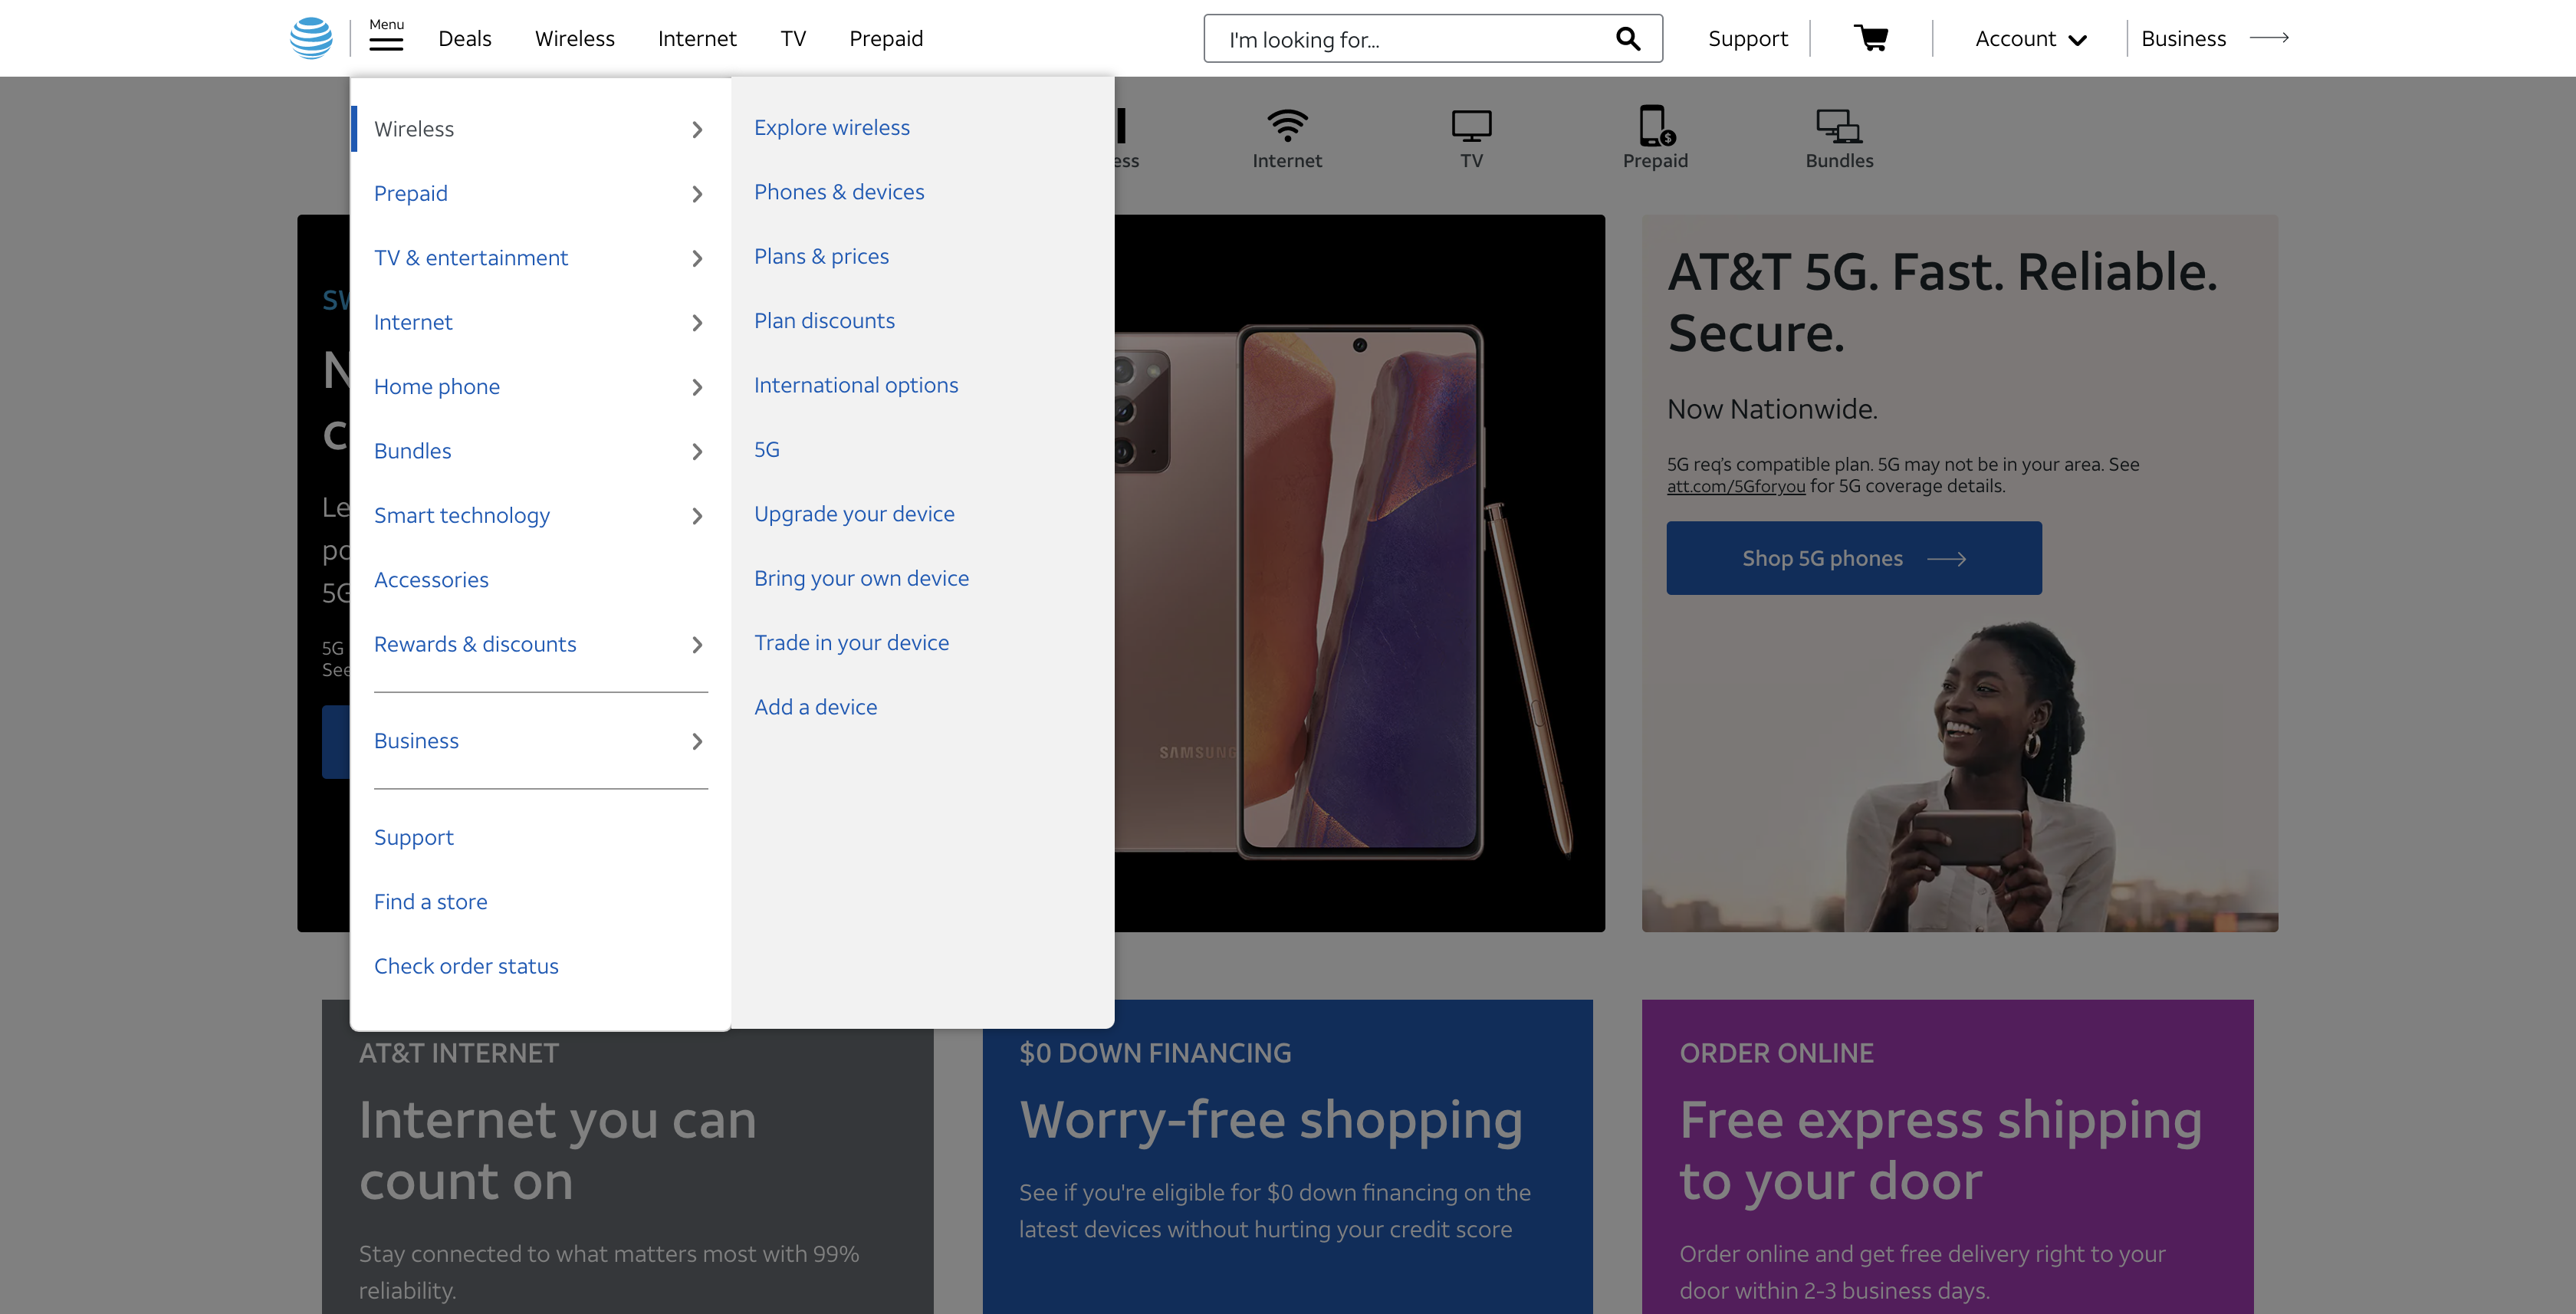 Menu
Deals
Wireless
Internet
TV
Prepaid
I'm looking for...
Support
Account
Business
Wireless
Prepaid
TV & entertainment
Internet
Home phone
Bundles
Smart technology
Accessories
Rewards & discounts
Business
Support
Find a store
Check order status
Explore wireless
Phones & devices
Plans & prices
Plan discounts
International options
5G
Upgrade your device
Bring your own device
Trade in your device
Add a device
Internet
TV
Prepaid
Bundles
5G
See
SAMSUNG
AT&T 5G. Fast. Reliable.
Secure.
Now Nationwide.
5G req's compatible plan. 5G may not be in your area. See
att.com/5Gforyou for 5G coverage details.
Shop 5G phones
AT&T INTERNET
Internet you can
count on
Stay connected to what matters most with 99%
reliability.
$0 DOWN FINANCING
Worry-free shopping
See if you're eligible for $0 down financing on the
latest devices without hurting your credit score
ORDER ONLINE
Free express shipping
to your door
Order online and get free delivery right to your
door within 2-3 business days.